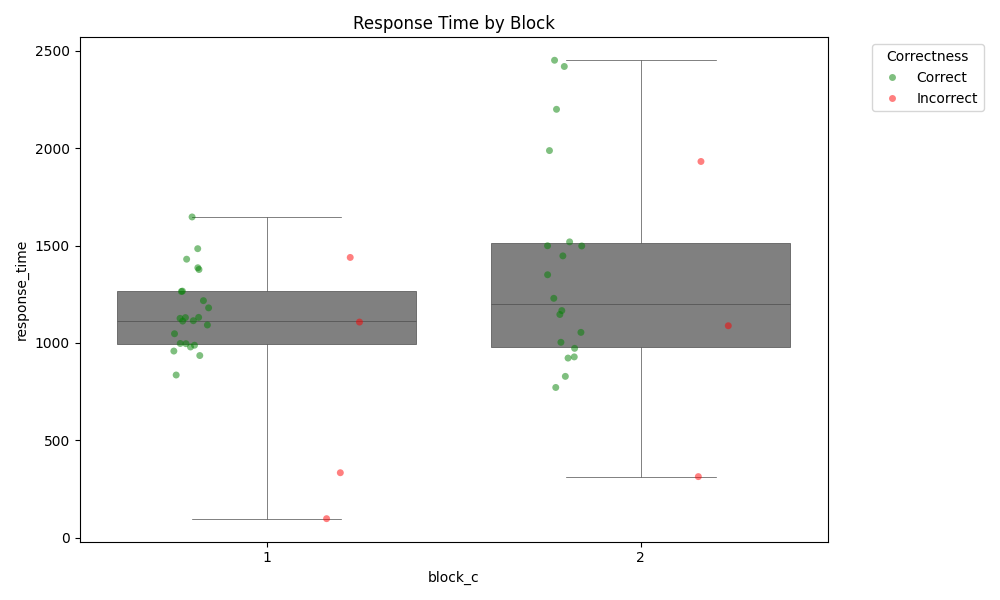 Response Time by Block
Correctness
Correct
Incorrect
response_time
2500
2000
1500
1000
500
0
1
2
block_c